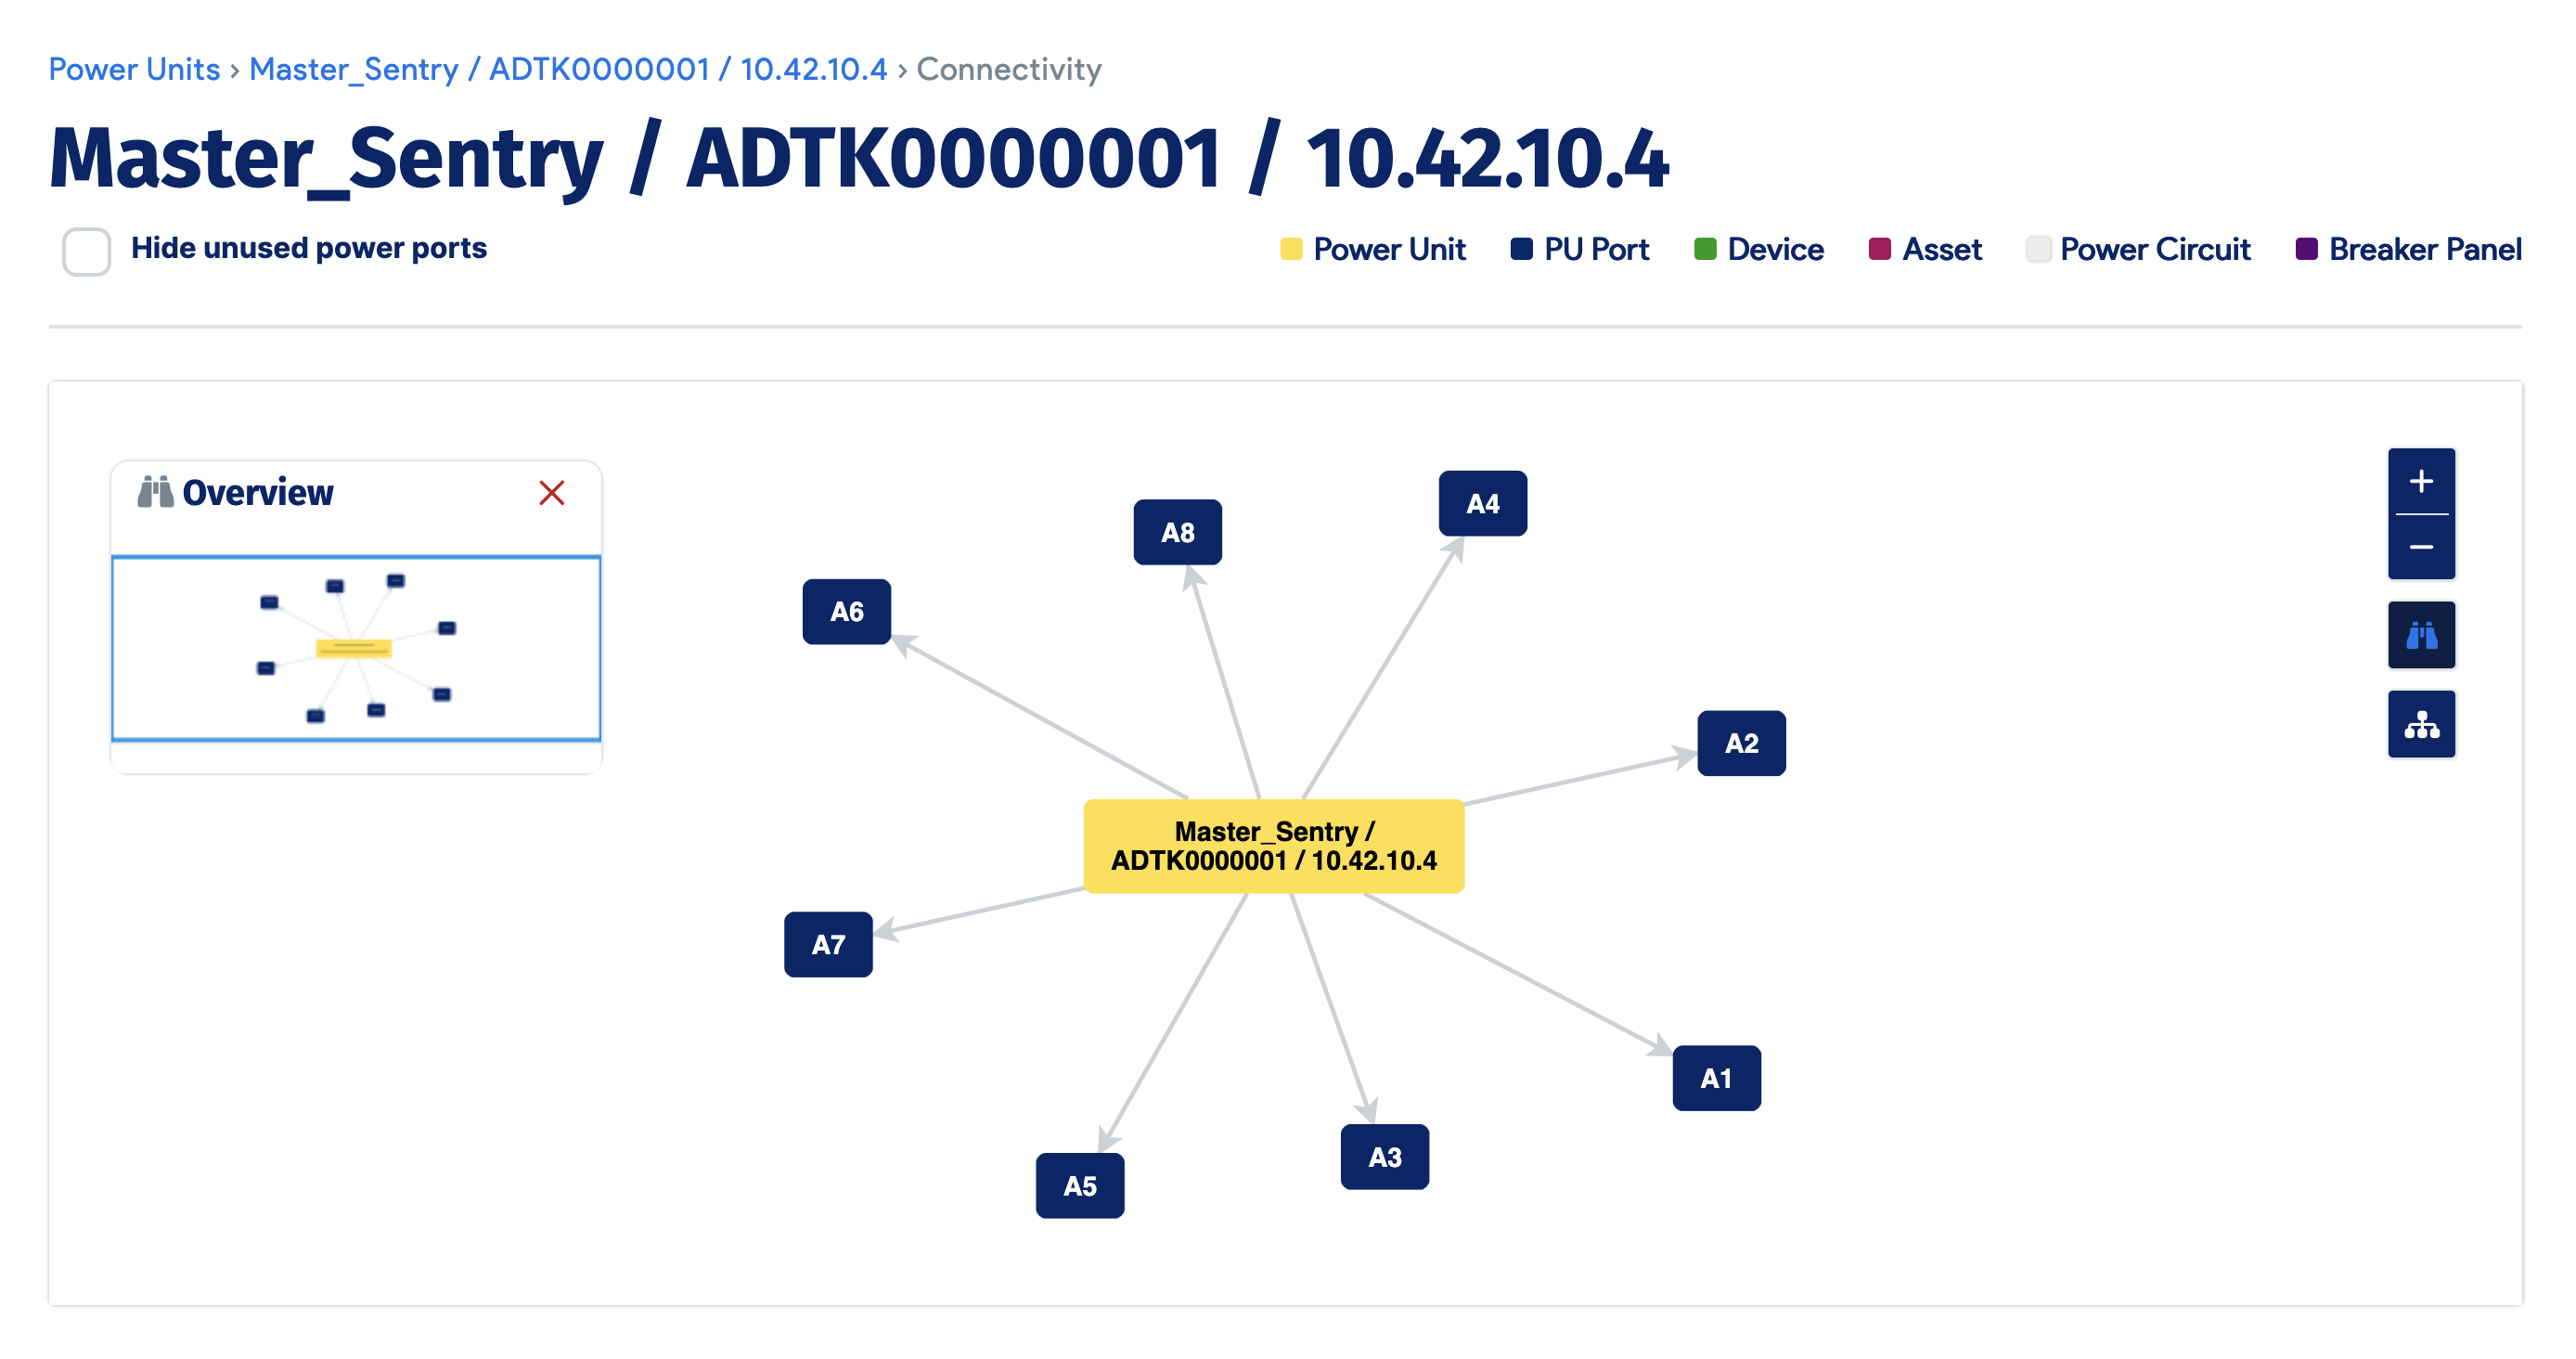 Power Units › Master_Sentry / ADTK0000001 / 10.42.10.4 › Connectivity
Master_Sentry / ADTK0000001 / 10.42.10.4
Hide unused power ports
Power Unit
PU Port
Device
Asset
Power Circuit
Breaker Panel
Overview
A4
A8
A6
A2
Master_Sentry /
ADTK0000001 / 10.42.10.4
A7
A1
A3
A5